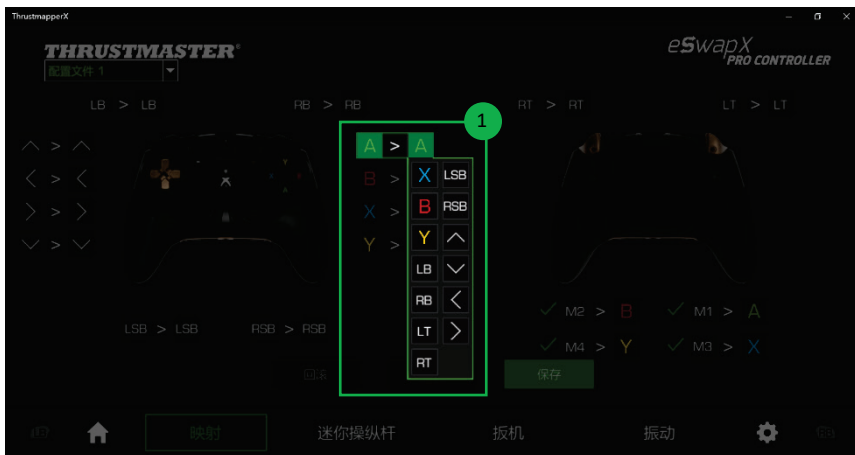 ThrustmapperX
THRUSTMASTER®
eSwapX
PRO CONTROLLER
配置文件 1
LB > LB
RB > RB
RT > RT
LT > LT
1
A > A
B >
X >
Y >
X LSB
B RSB
Y
LB
RB
LT
RT
LSB > LSB
RSB > RSB
M2 > B
M1 > A
M4 > Y
M3 > X
保存
映射
迷你操纵杆
扳机
振动